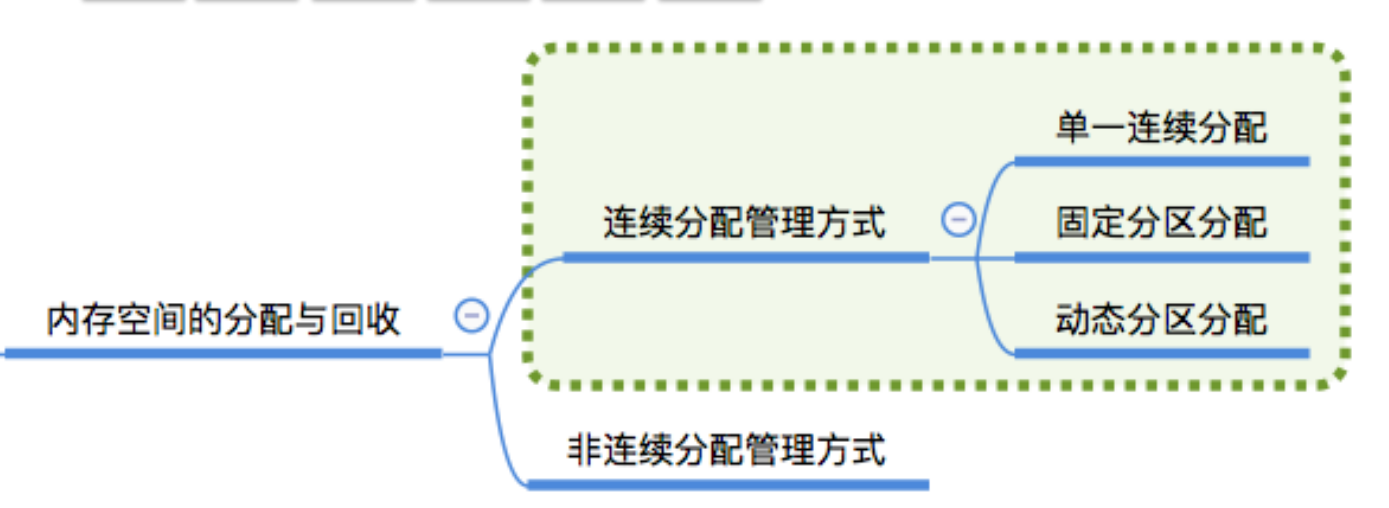 单一连续分配
连续分配管理方式
固定分区分配
内存空间的分配与回收
动态分区分配
非连续分配管理方式